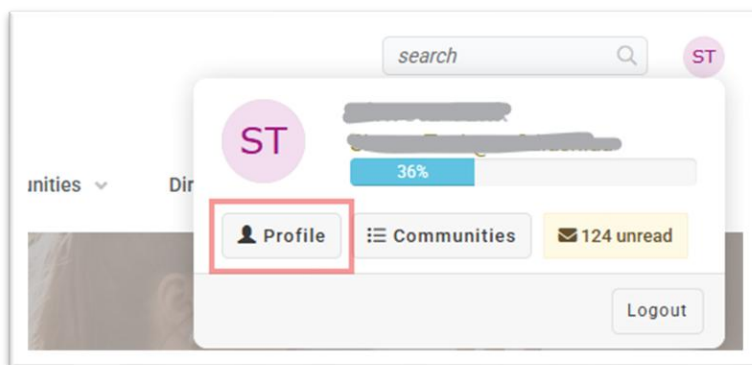 search
ST
ST
36%
unities
Dir
Profile
Communities
124 unread
Logout